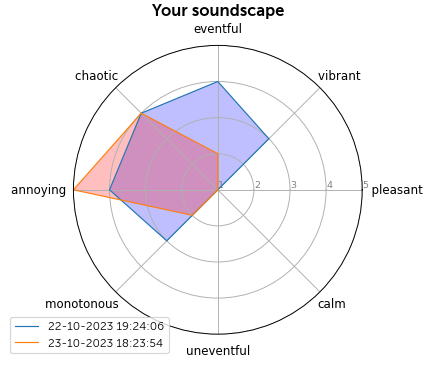 Your soundscape
eventful
chaotic
vibrant
annoying
1 2 3 4 5
pleasant
monotonous
calm
uneventful
22-10-2023 19:24:06
23-10-2023 18:23:54